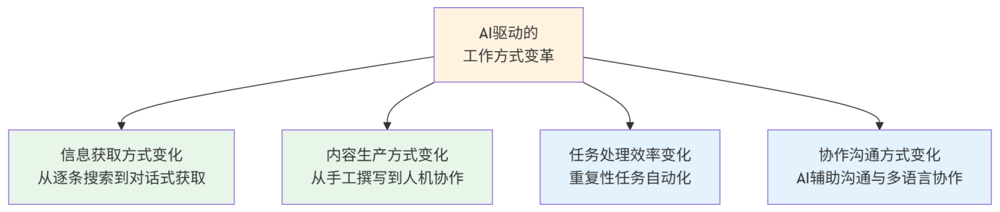 AI驱动的
工作方式变革
信息获取方式变化
从逐条搜索到对话式获取
内容生产方式变化
从手工撰写到人机协作
任务处理效率变化
重复性任务自动化
协作沟通方式变化
AI辅助沟通与多语言协作